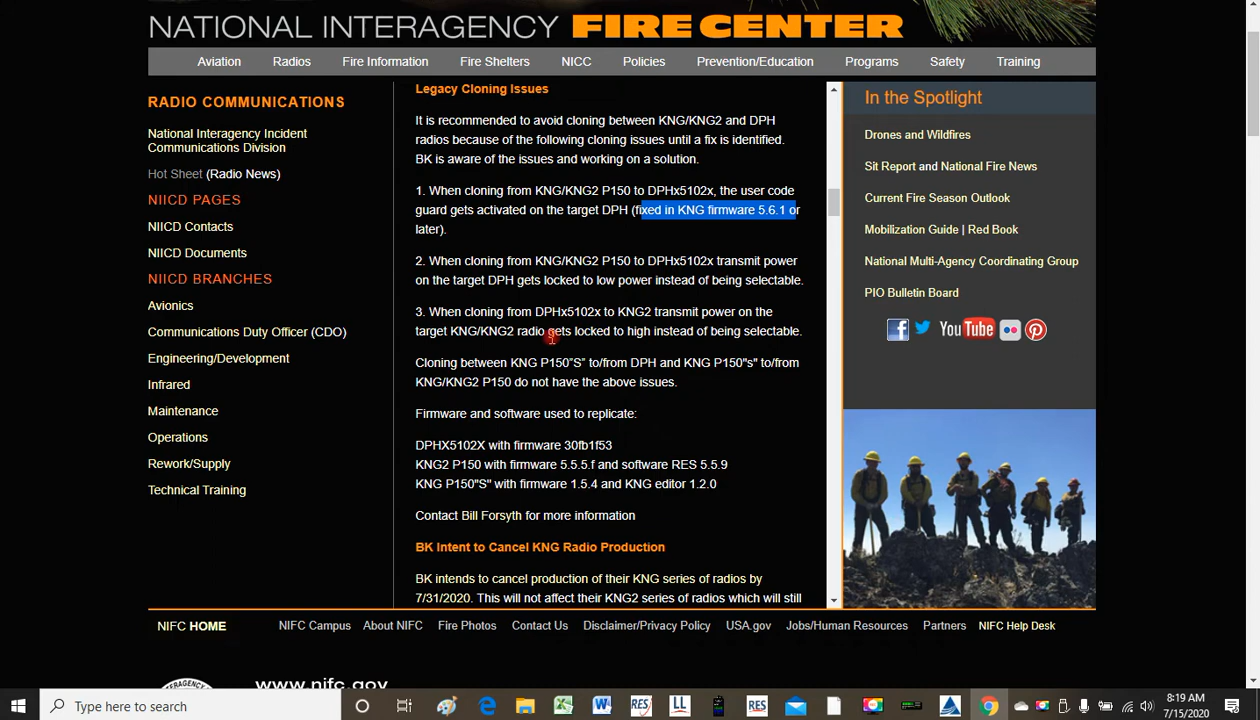 NATIONAL INTERAGENCY FIRE CENTER
Aviation Radios Fire Information Fire Shelters NICC Policies Prevention/Education Programs Safety Training
RADIO COMMUNICATIONS
National Interagency Incident
Communications Division
Hot Sheet (Radio News)
NIICD PAGES
NIICD Contacts
NIICD Documents
NIICD BRANCHES
Avionics
Communications Duty Officer (CDO)
Engineering/Development
Infrared
Maintenance
Operations
Rework/Supply
Technical Training
Legacy Cloning Issues
It is recommended to avoid cloning between KNG/KNG2 and DPH
radios because of the following cloning issues until a fix is identified.
BK is aware of the issues and working on a solution.
1. When cloning from KNG/KNG2 P150 to DPHx5102x, the user code
guard gets activated on the target DPH (fixed in KNG firmware 5.6.1 or
later).
2. When cloning from KNG/KNG2 P150 to DPHx5102x transmit power
on the target DPH gets locked to low power instead of being selectable.
3. When cloning from DPHx5102x to KNG2 transmit power on the
target KNG/KNG2 radio gets locked to high instead of being selectable.
Cloning between KNG P150"S" to/from DPH and KNG P150"s" to/from
KNG/KNG2 P150 do not have the above issues.
Firmware and software used to replicate:
DPHX5102X with firmware 30fb1f53
KNG2 P150 with firmware 5.5.5.f and software RES 5.5.9
KNG P150"S" with firmware 1.5.4 and KNG editor 1.2.0
Contact Bill Forsyth for more information
BK Intent to Cancel KNG Radio Production
BK intends to cancel production of their KNG series of radios by
7/31/2020. This will not affect their KNG2 series of radios which will still
In the Spotlight
Drones and Wildfires
Sit Report and National Fire News
Current Fire Season Outlook
Mobilization Guide | Red Book
National Multi-Agency Coordinating Group
PIO Bulletin Board
You Tube
NIFC HOME NIFC Campus About NIFC Fire Photos Contact Us Disclaimer/Privacy Policy USA.gov Jobs/Human Resources Partners NIFC Help Desk
www.nifc.gov
Type here to search
RES
LL
RES
8:19 AM
7/15/2020